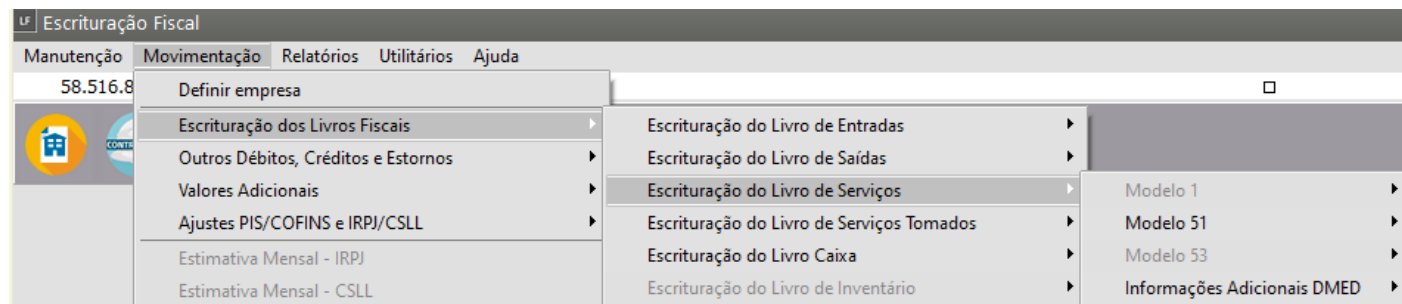 LF Escrituração Fiscal
Manutenção Movimentação Relatórios Utilitários Ajuda
58.516.8
Definir empresa
Escrituração dos Livros Fiscais
Outros Débitos, Créditos e Estornos
Valores Adicionais
Ajustes PIS/COFINS e IRPJ/CSLL
Estimativa Mensal - IRPJ
Estimativa Mensal - CSLL
Escrituração do Livro de Entradas
Escrituração do Livro de Saídas
Escrituração do Livro de Serviços
Escrituração do Livro de Serviços Tomados
Escrituração do Livro Caixa
Escrituração do Livro de Inventário
Modelo 1
Modelo 51
Modelo 53
Informações Adicionais DMED